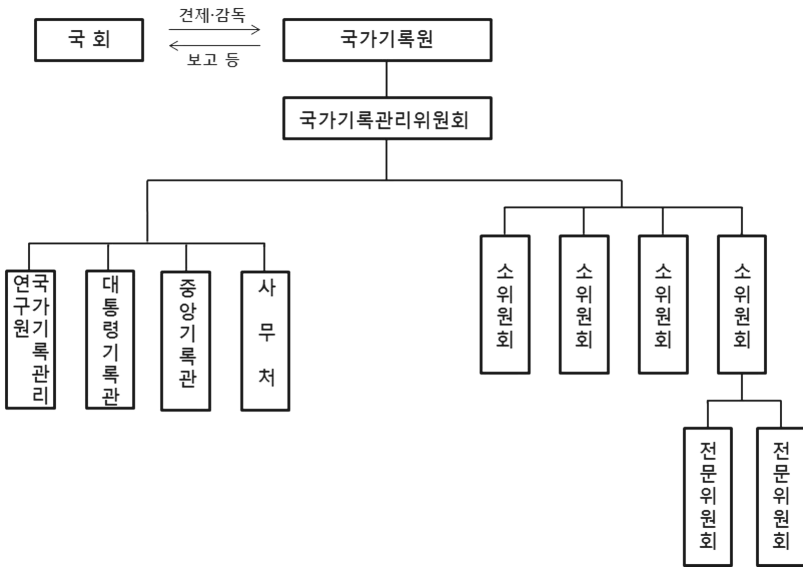 견제·감독
국 회
국가기록원
보고 등
국가기록관리위원회
국가기록관리
연구원
대통령기록관
중앙기록관
사 무 처
소위원회
소위원회
소위원회
소위원회
전문위원회
전문위원회